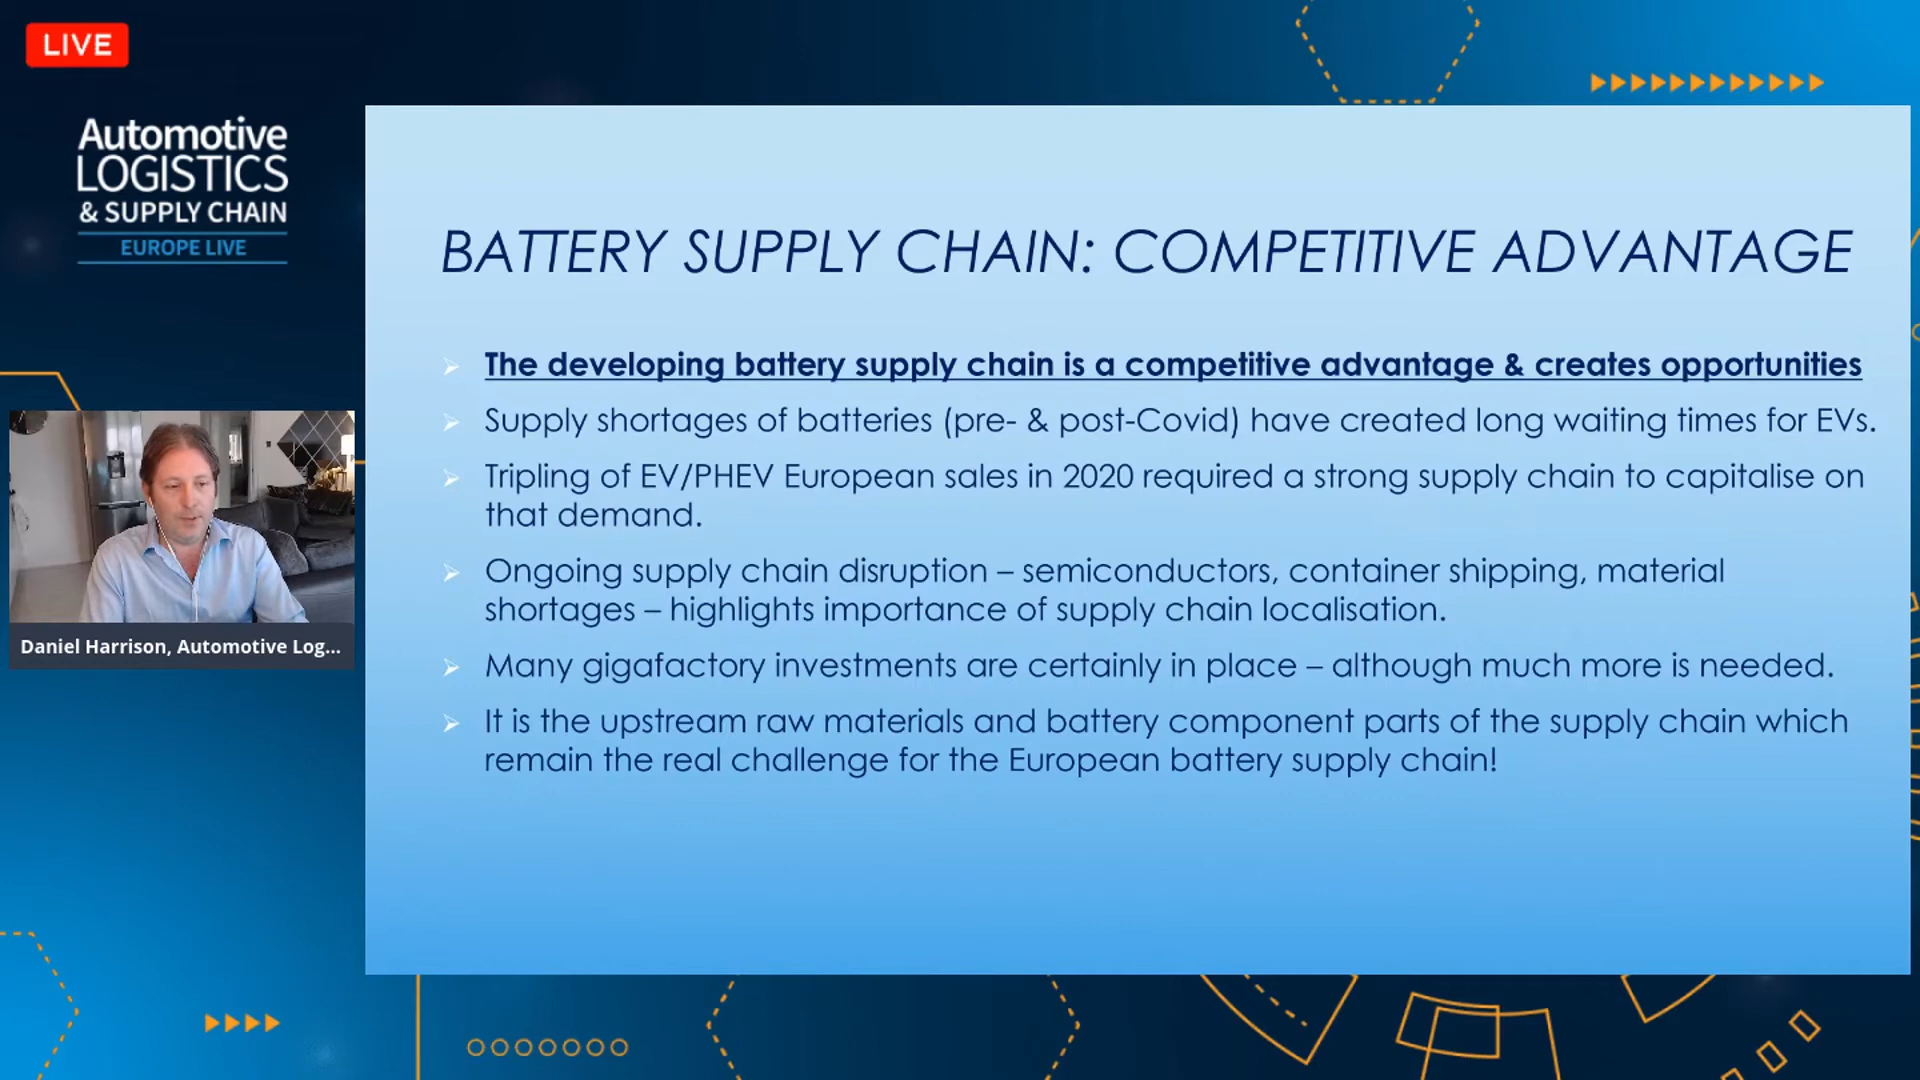 LIVE
Automotive
LOGISTICS
& SUPPLY CHAIN
EUROPE LIVE
BATTERY SUPPLY CHAIN: COMPETITIVE ADVANTAGE
The developing battery supply chain is a competitive advantage & creates opportunities
Supply shortages of batteries (pre- & post-Covid) have created long waiting times for EVs.
Tripling of EV/PHEV European sales in 2020 required a strong supply chain to capitalise on
that demand.
Ongoing supply chain disruption – semiconductors, container shipping, material
shortages – highlights importance of supply chain localisation.
Many gigafactory investments are certainly in place – although much more is needed.
It is the upstream raw materials and battery component parts of the supply chain which
remain the real challenge for the European battery supply chain!
Daniel Harrison, Automotive Log...